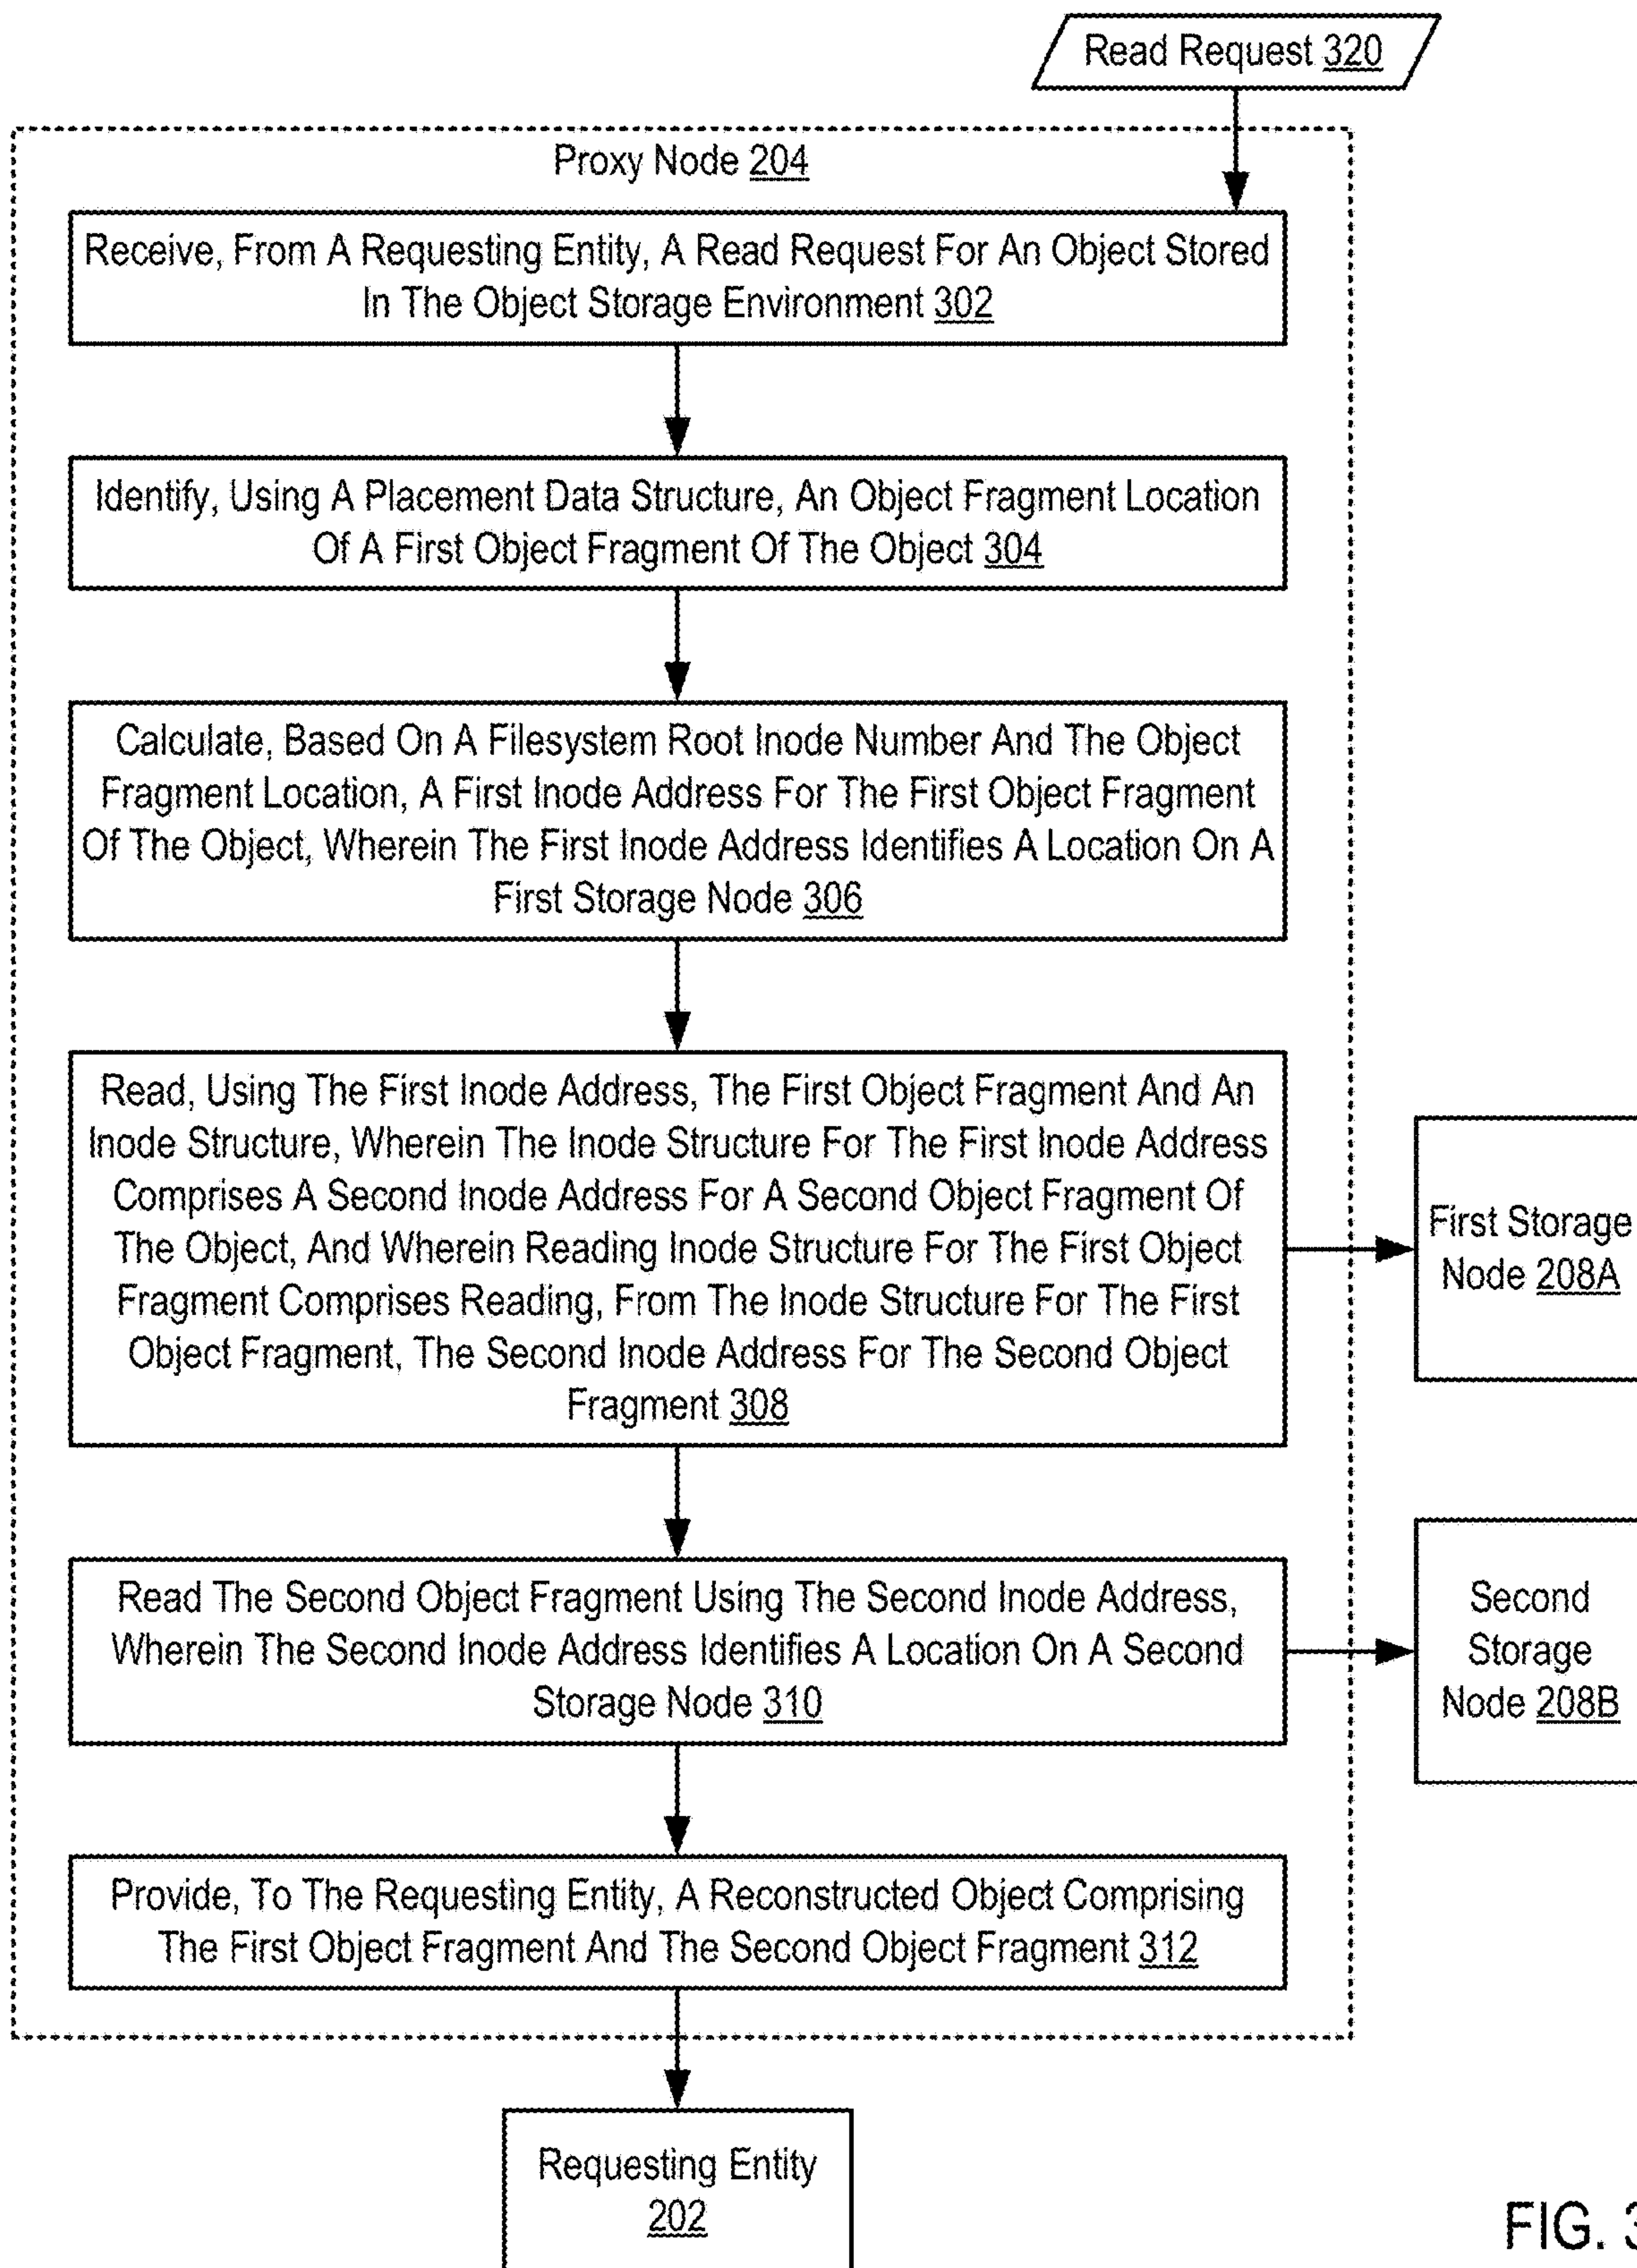 Read Request 320
Proxy Node 204
Receive, From A Requesting Entity, A Read Request For An Object Stored
In The Object Storage Environment 302
Identify, Using A Placement Data Structure, An Object Fragment Location
Of A First Object Fragment Of The Object 304
Calculate, Based On A Filesystem Root Inode Number And The Object
Fragment Location, A First Inode Address For The First Object Fragment
Of The Object, Wherein The First Inode Address Identifies A Location On A
First Storage Node 306
Read, Using The First Inode Address, The First Object Fragment And An
Inode Structure, Wherein The Inode Structure For The First Inode Address
Comprises A Second Inode Address For A Second Object Fragment Of
The Object, And Wherein Reading Inode Structure For The First Object
Fragment Comprises Reading, From The Inode Structure For The First
Object Fragment, The Second Inode Address For The Second Object
Fragment 308
First Storage
Node 208A
Read The Second Object Fragment Using The Second Inode Address,
Wherein The Second Inode Address Identifies A Location On A Second
Storage Node 310
Second
Storage
Node 208B
Provide, To The Requesting Entity, A Reconstructed Object Comprising
The First Object Fragment And The Second Object Fragment 312
Requesting Entity
202
FIG. 3